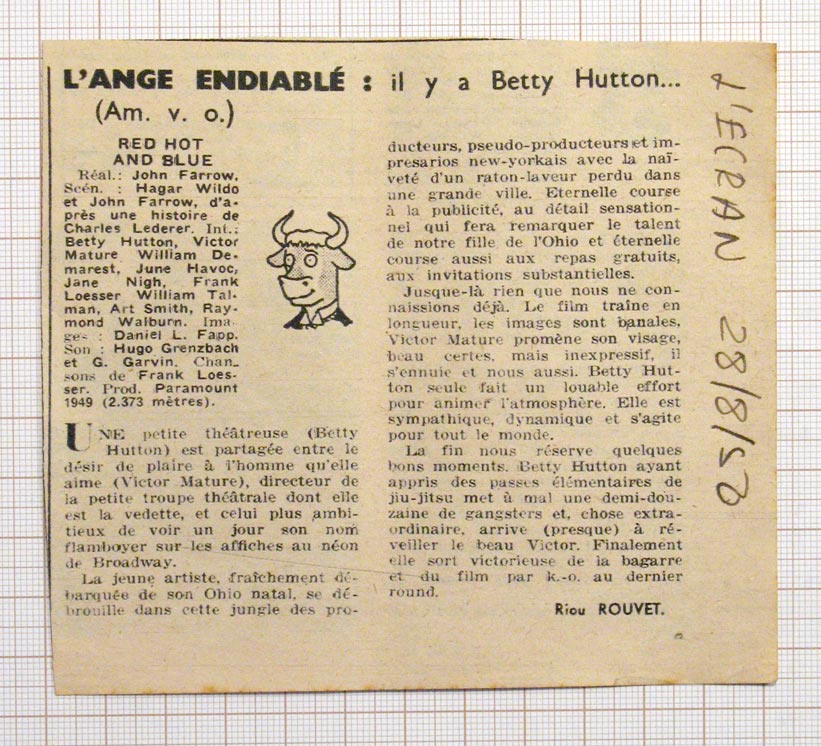 L'ANGE ENDIABLÉ : il y a Betty Hutton...
(Am. v. o.)
RED HOT
AND BLUE
Réal.: John Farrow,
Scén. : Hagar Wildo
et John Farrow, d'a-
près une histoire de
Charles Lederer. Int.:
Betty Hutton, Victor
Mature William De-
marest, June Havoc,
Jane Nigh, Frank
Loesser William Tal-
man, Art Smith, Ray-
mond Walburn. Ima-
ges : Daniel L. Fapp.
Son : Hugo Grenzbach
et G. Garvin. Chan-
sons de Frank Loes-
ser. Prod. Paramount
1949 (2.373 mètres).
UNE petite théâtreuse (Betty
Hutton) est partagée entre le
désir de plaire à l'homme qu'elle
aime (Victor Mature), directeur de
la petite troupe théâtrale dont elle
est la vedette, et celui plus ambi-
tieux de voir un jour son nom
flamboyer sur les affiches au néon
de Broadway.
La jeune artiste, fraîchement dé-
barquée de son Ohio natal, se dé-
brouille dans cette jungle des pro-
ducteurs, pseudo-producteurs et im-
presarios new-yorkais avec la naï-
veté d'un raton-laveur perdu dans
une grande ville. Eternelle course
à la publicité, au détail sensation-
nel qui fera remarquer le talent
de notre fille de l'Ohio et éternelle
course aussi aux repas gratuits,
aux invitations substantielles.
Jusque-là rien que nous ne con-
naissions déjà. Le film traîne en
longueur, les images sont banales,
Victor Mature promène son visage,
beau certes, mais inexpressif, il
s'ennuie et nous aussi. Betty Hut-
ton seule fait un louable effort
pour animer l'atmosphère. Elle est
sympathique, dynamique et s'agite
pour tout le monde.
La fin nous réserve quelques
bons moments. Betty Hutton ayant
appris des passes élémentaires de
jiu-jitsu met à mal une demi-dou-
zaine de gangsters et, chose extra-
ordinaire, arrive (presque) à ré-
veiller le beau Victor. Finalement
elle sort victorieuse de la bagarre
et du film par k.-o. au dernier
round.
Riou ROUVET.
L'ECRAN 28/8/50